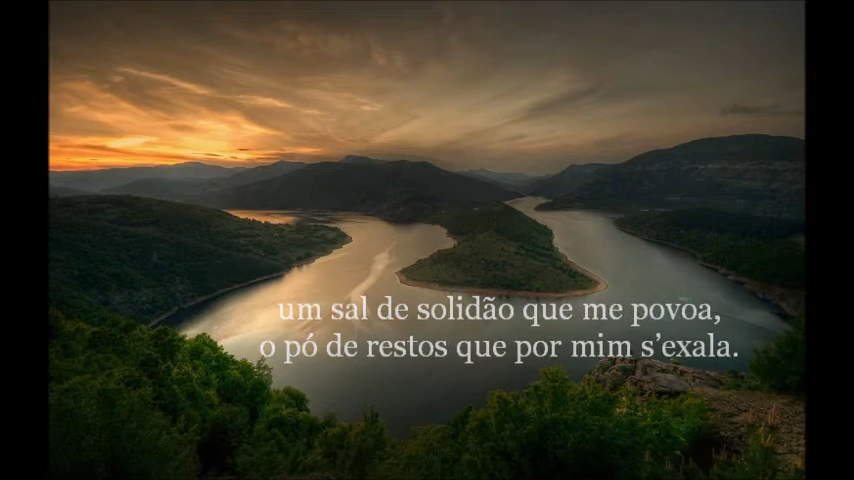 um sal de solidão que me povoa,
o pó de restos que por mim s’exala.